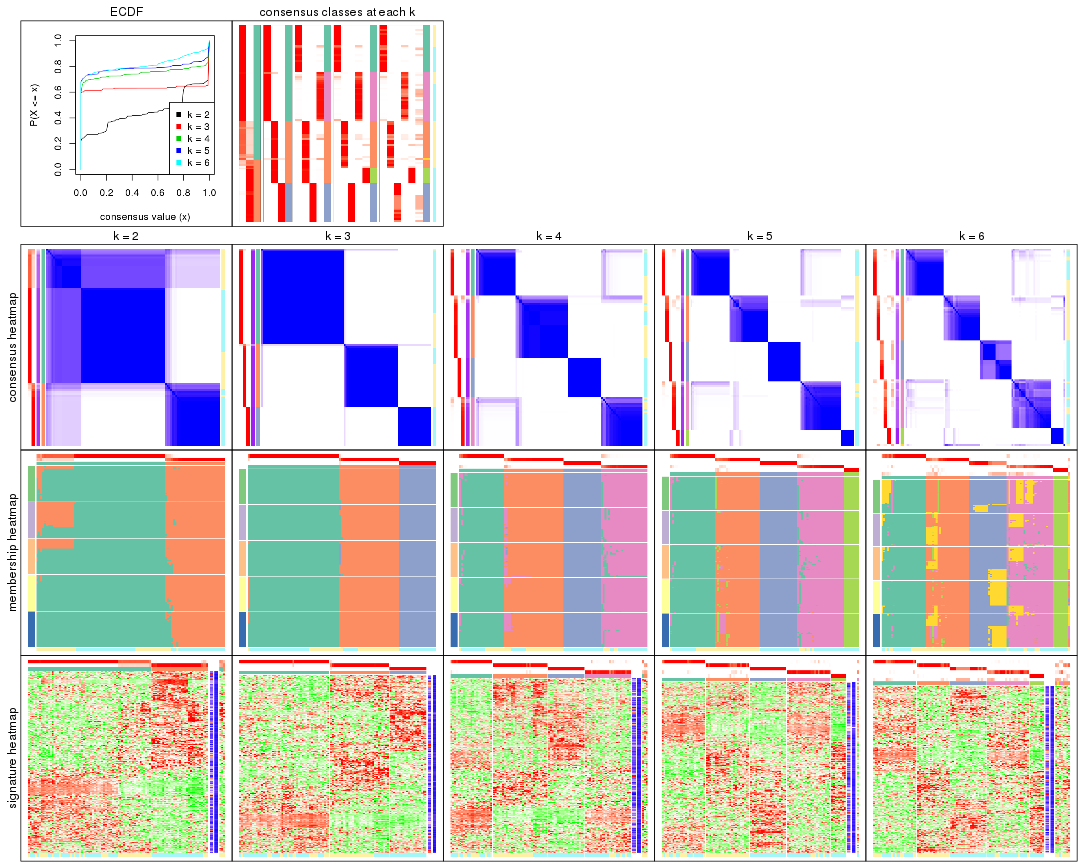 ECDF
consensus classes at each k
P(X <= x)
0.0 0.2 0.4 0.6 0.8 1.0
k = 2
k = 3
k = 4
k = 5
k = 6
0.0 0.2 0.4 0.6 0.8 1.0
consensus value (x)
k = 2 k = 3 k = 4 k = 5 k = 6
consensus heatmap
membership heatmap
signature heatmap